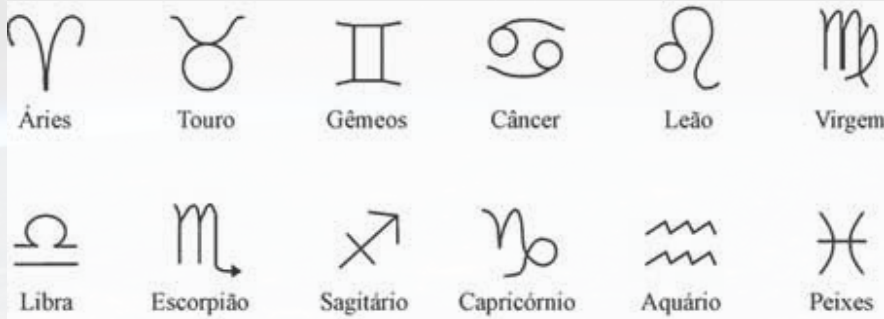 Áries Touro Gêmeos Câncer Leão Virgem
Libra Escorpião Sagitário Capricórnio Aquário Peixes